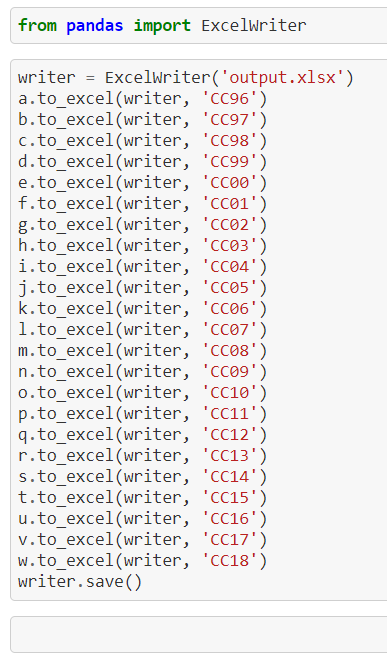 from pandas import ExcelWriter
writer = ExcelWriter('output.xlsx')
a.to_excel(writer, 'CC96')
b.to_excel(writer, 'CC97')
c.to_excel(writer, 'CC98')
d.to_excel(writer, 'CC99')
e.to_excel(writer, 'CC00')
f.to_excel(writer, 'CC01')
g.to_excel(writer, 'CC02')
h.to_excel(writer, 'CC03')
i.to_excel(writer, 'CC04')
j.to_excel(writer, 'CC05')
k.to_excel(writer, 'CC06')
l.to_excel(writer, 'CC07')
m.to_excel(writer, 'CC08')
n.to_excel(writer, 'CC09')
o.to_excel(writer, 'CC10')
p.to_excel(writer, 'CC11')
q.to_excel(writer, 'CC12')
r.to_excel(writer, 'CC13')
s.to_excel(writer, 'CC14')
t.to_excel(writer, 'CC15')
u.to_excel(writer, 'CC16')
v.to_excel(writer, 'CC17')
w.to_excel(writer, 'CC18')
writer.save()